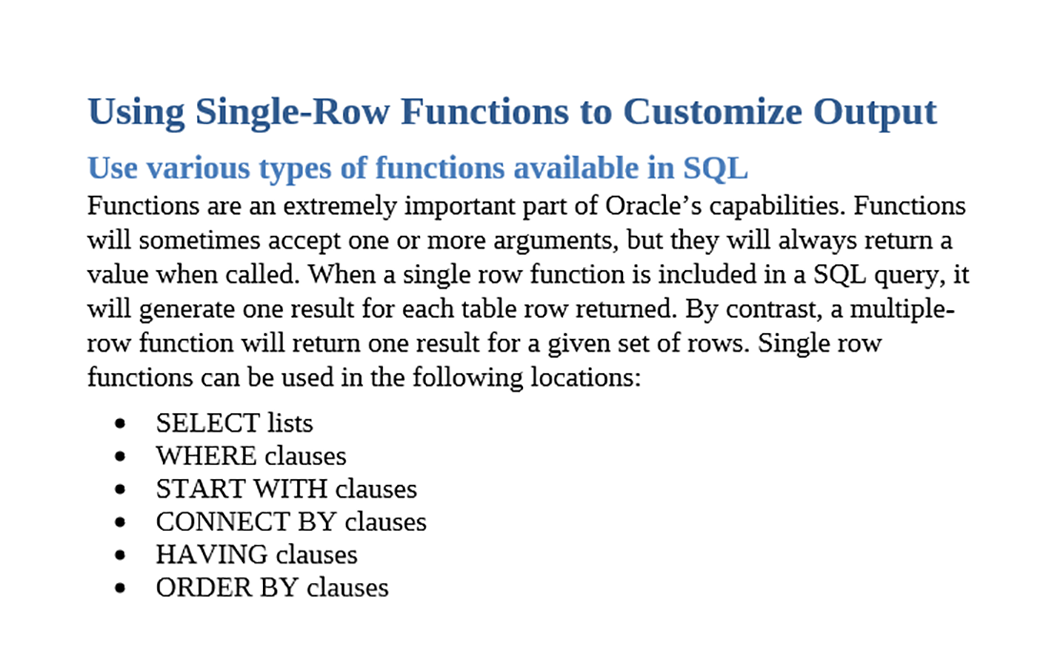 Using Single-Row Functions to Customize Output
Use various types of functions available in SQL
Functions are an extremely important part of Oracle’s capabilities. Functions
will sometimes accept one or more arguments, but they will always return a
value when called. When a single row function is included in a SQL query, it
will generate one result for each table row returned. By contrast, a multiple-
row function will return one result for a given set of rows. Single row
functions can be used in the following locations:
• SELECT lists
• WHERE clauses
• START WITH clauses
• CONNECT BY clauses
• HAVING clauses
• ORDER BY clauses